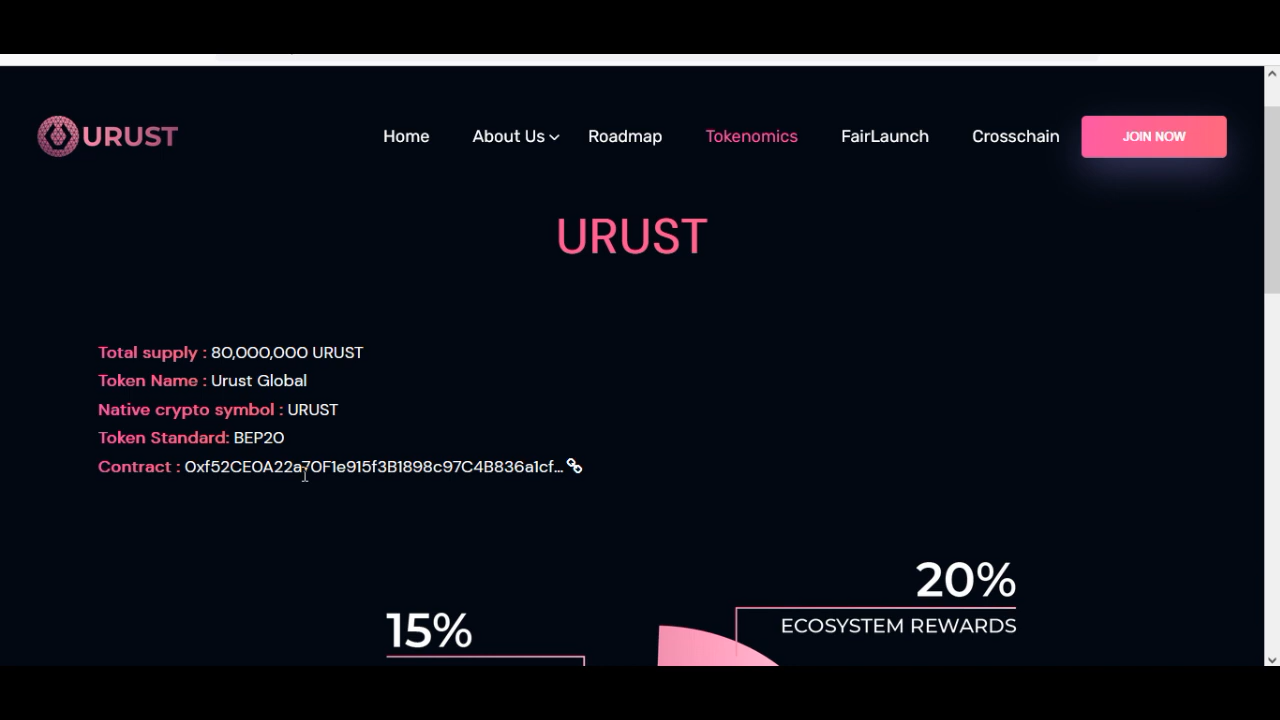 URUST
Home About Us Roadmap Tokenomics FairLaunch Crosschain JOIN NOW
URUST
Total supply : 80,000,000 URUST
Token Name : Urust Global
Native crypto symbol : URUST
Token Standard: BEP20
Contract : 0xf52CE0A22a70F1e915f3B1898c97C4B836a1cf...
20%
ECOSYSTEM REWARDS
15%